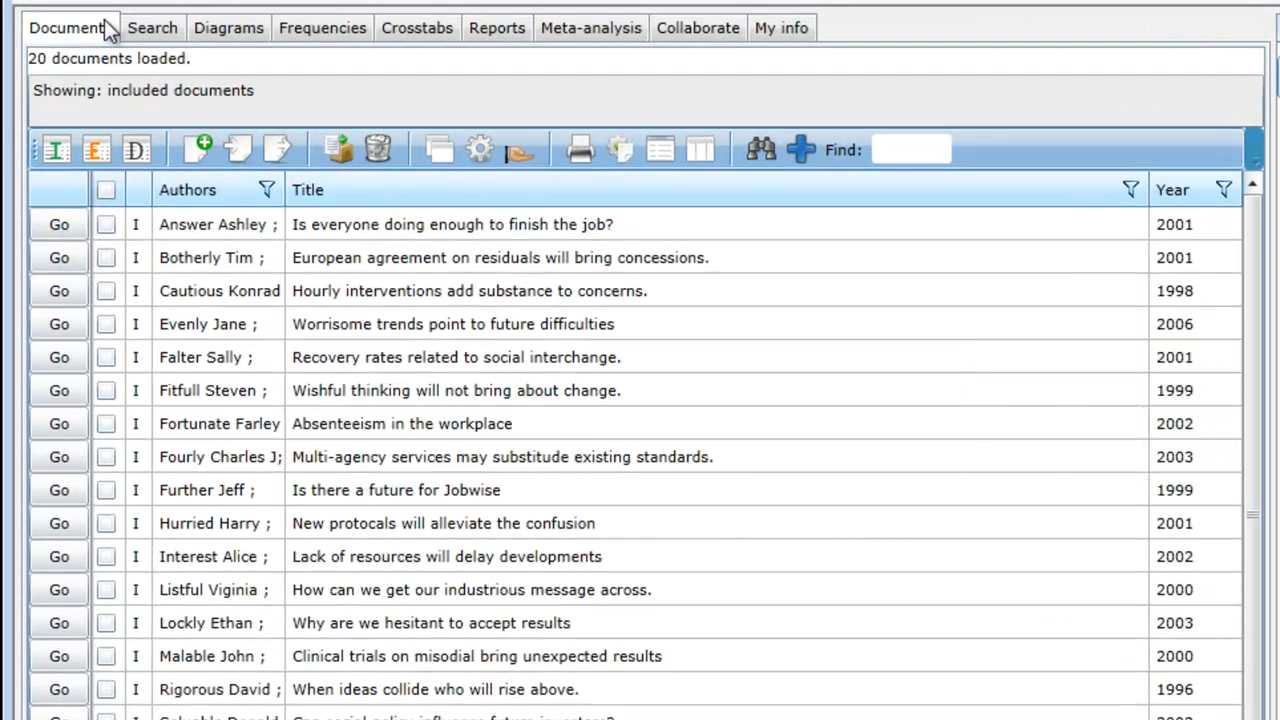 Document Search Diagrams Frequencies Crosstabs Reports Meta-analysis Collaborate My info
20 documents loaded.
Showing: included documents
I E D Find:
Authors Title Year
Go I Answer Ashley ; Is everyone doing enough to finish the job? 2001
Go I Botherly Tim ; European agreement on residuals will bring concessions. 2001
Go I Cautious Konrad Hourly interventions add substance to concerns. 1998
Go I Evenly Jane ; Worrisome trends point to future difficulties 2006
Go I Falter Sally ; Recovery rates related to social interchange. 2001
Go I Fitfull Steven ; Wishful thinking will not bring about change. 1999
Go I Fortunate Farley Absenteeism in the workplace 2002
Go I Fourly Charles J; Multi-agency services may substitude existing standards. 2003
Go I Further Jeff ; Is there a future for Jobwise 1999
Go I Hurried Harry ; New protocals will alleviate the confusion 2001
Go I Interest Alice ; Lack of resources will delay developments 2002
Go I Listful Viginia ; How can we get our industrious message across. 2000
Go I Lockly Ethan ; Why are we hesitant to accept results 2003
Go I Malable John ; Clinical trials on misodial bring unexpected results 2000
Go I Rigorous David ; When ideas collide who will rise above. 1996